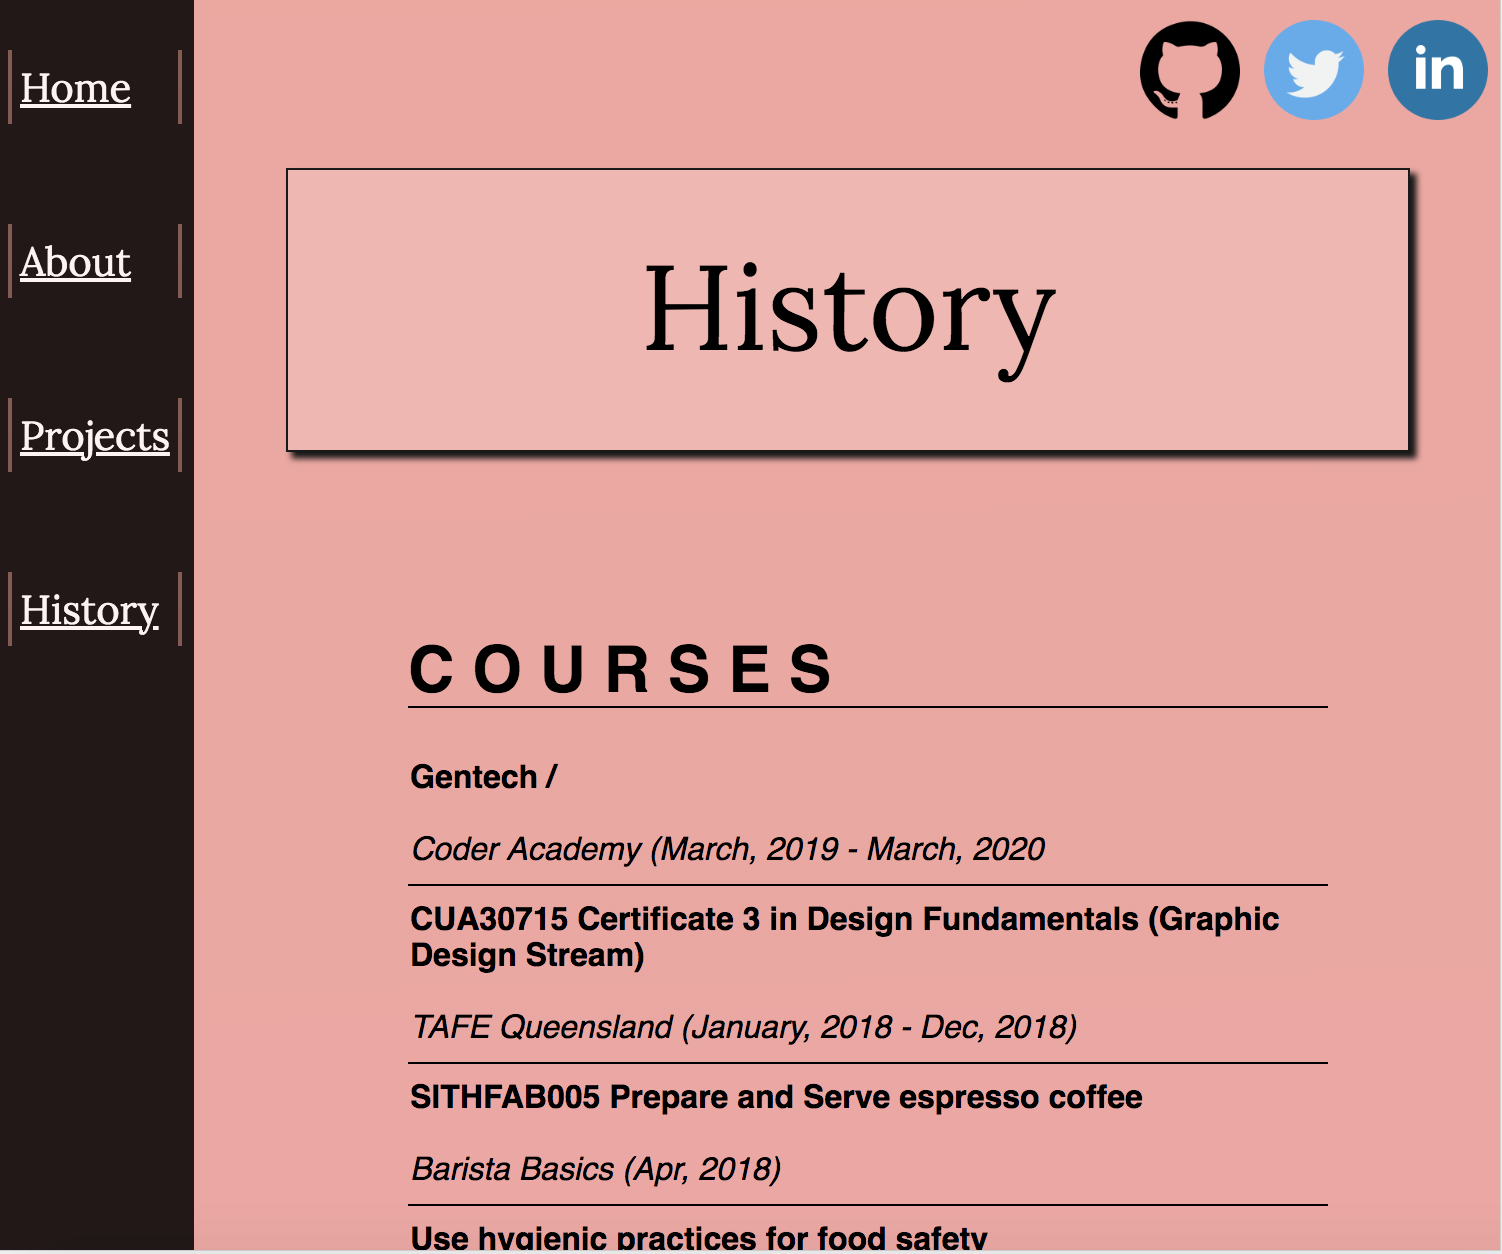 Home
About
Projects
History
in
History
COURSES
Gentech /
Coder Academy (March, 2019 - March, 2020
CUA30715 Certificate 3 in Design Fundamentals (Graphic
Design Stream)
TAFE Queensland (January, 2018 - Dec, 2018)
SITHFAB005 Prepare and Serve espresso coffee
Barista Basics (Apr, 2018)
Use hygienic practices for food safety